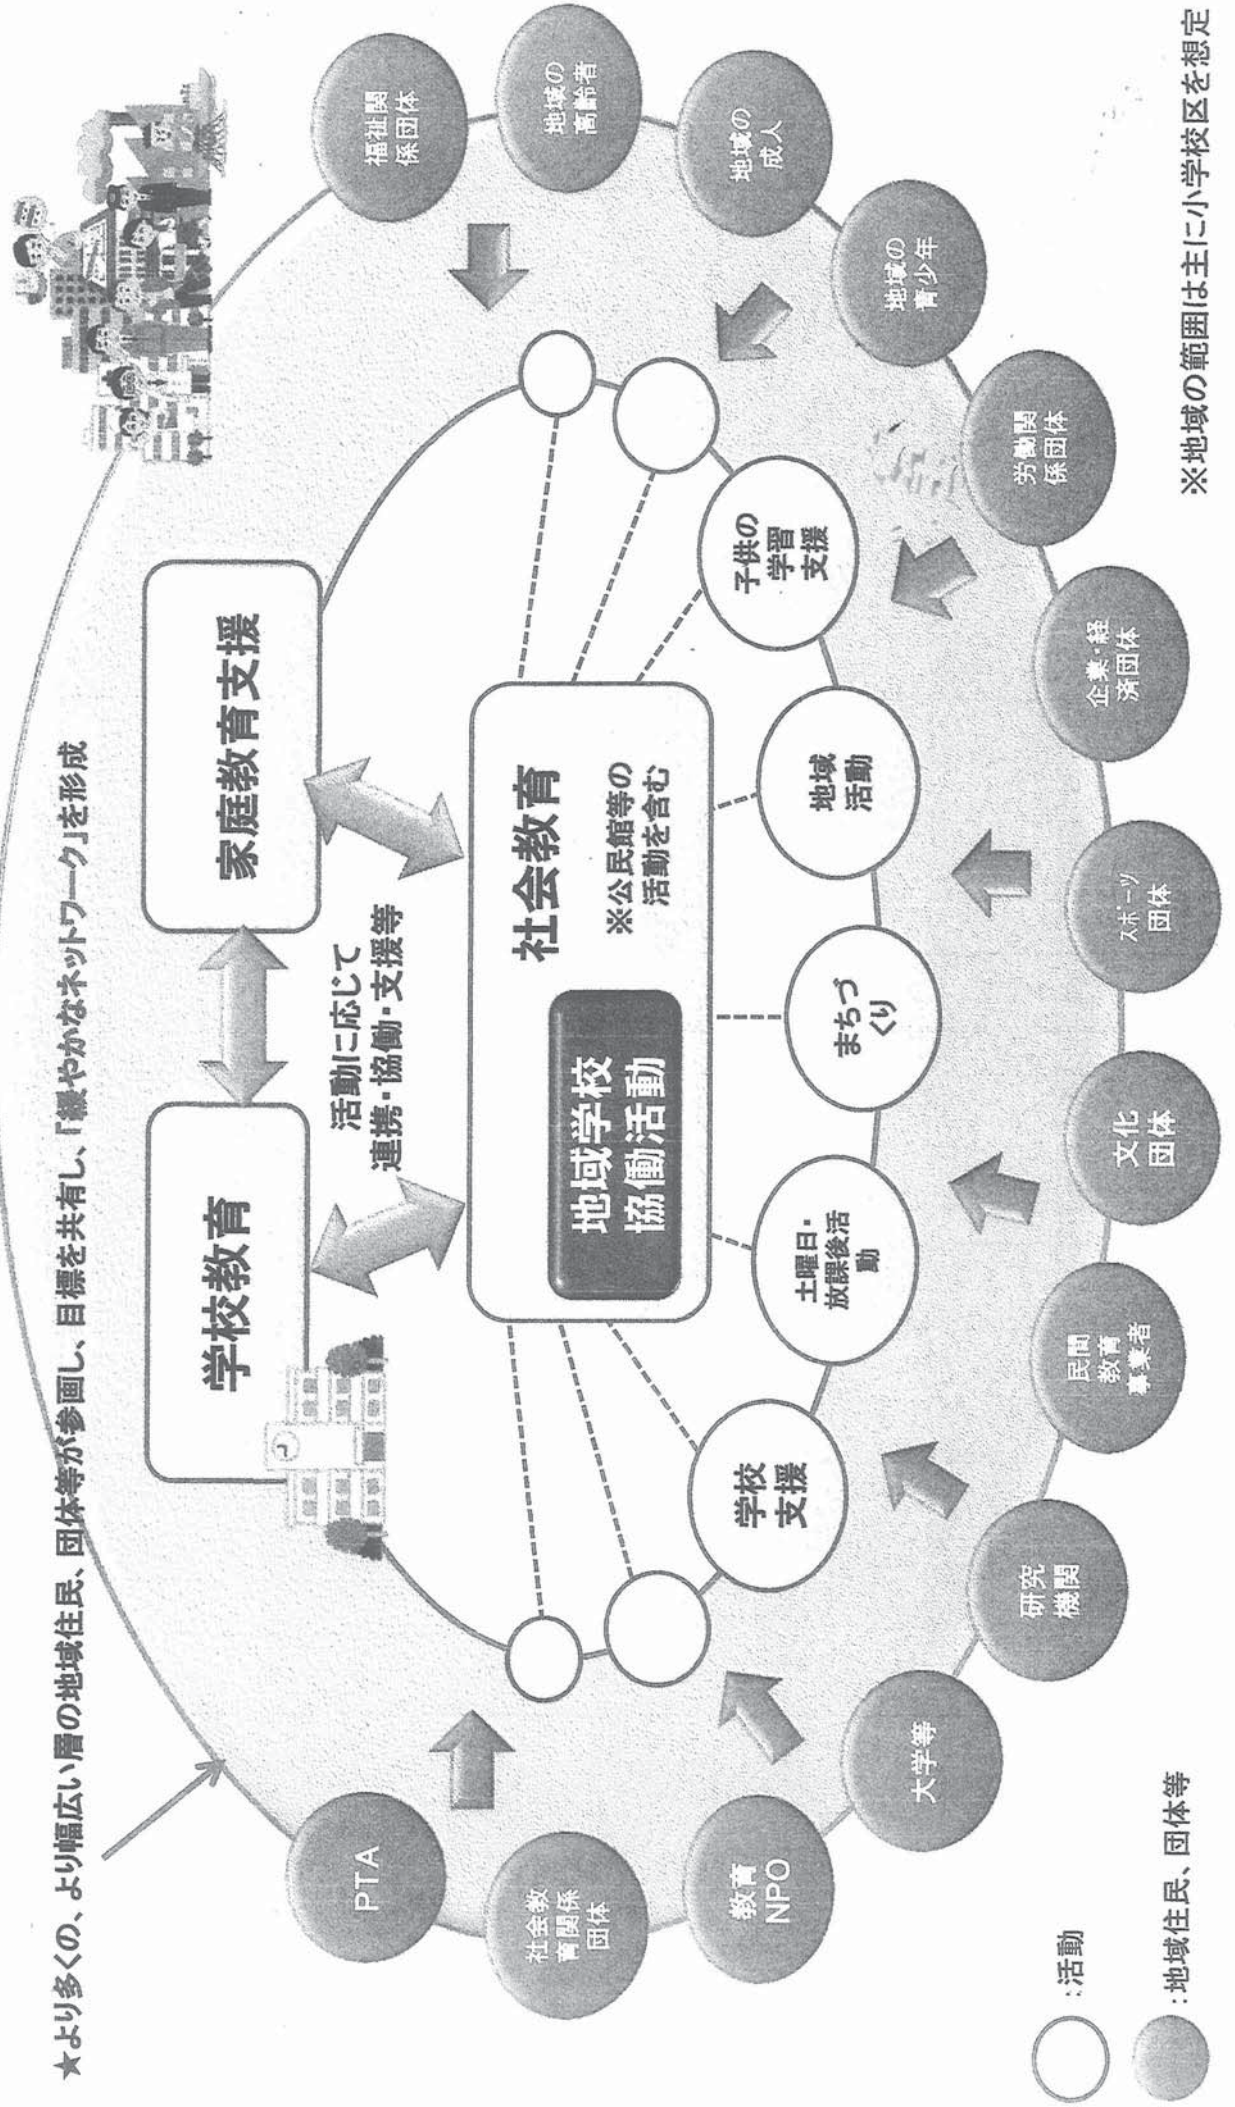 ★より多くの、より幅広い層の地域住民、団体等が参画し、目標を共有し、「緩やかなネットワーク」を形成
学校教育
家庭教育支援
活動に応じて
連携・協働・支援等
社会教育
※公民館等の
活動を含む
地域学校
協働活動
学校
支援
土曜日・
放課後活
動
まちづ
くり
地域
活動
子供の
学習
支援
PTA
社会教
育関係
団体
教育
NPO
大学等
研究
機関
民間
教育
事業者
文化
団体
スポーツ
団体
企業・経
済団体
労働関
係団体
地域の
青少年
地域の
成人
地域の
高齢者
福祉関
係団体
:活動
:地域住民、団体等
※地域の範囲は主に小学校区を想定